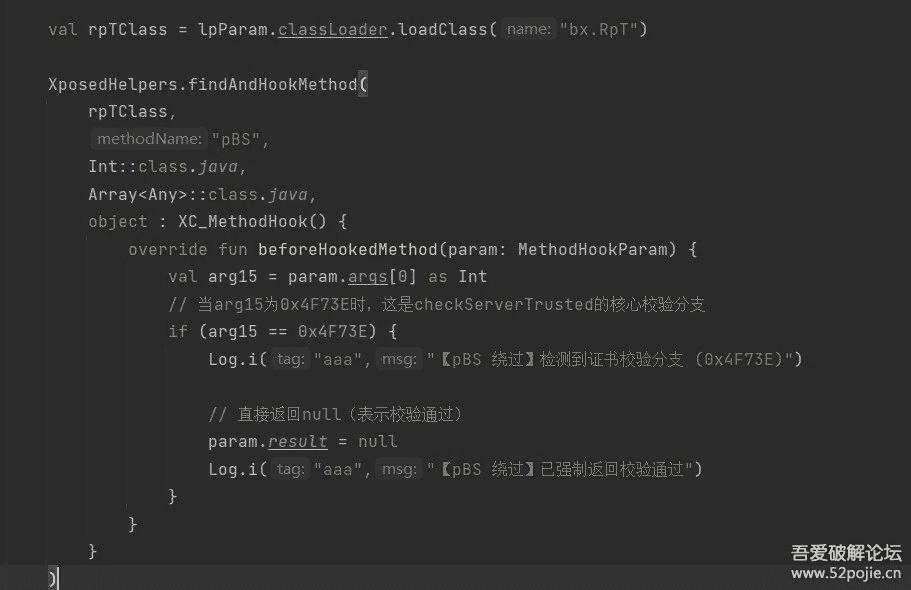 val rpTClass = lpParam.classLoader.loadClass( name: "bx.RpT")
XposedHelpers.findAndHookMethod(
rpTClass,
methodName: "pBS",
Int::class.java,
Array<Any>::class.java,
object : XC_MethodHook() {
override fun beforeHookedMethod(param: MethodHookParam) {
val arg15 = param.args[0] as Int
// 当arg15为0x4F73E时，这是checkServerTrusted的核心校验分支
if (arg15 == 0x4F73E) {
Log.i( tag: "aaa", msg: "【pBS 绕过】检测到证书校验分支 (0x4F73E)")
// 直接返回null（表示校验通过）
param.result = null
Log.i( tag: "aaa", msg: "【pBS 绕过】已强制返回校验通过")
}
}
}
)
吾爱破解论坛
www.52pojie.cn